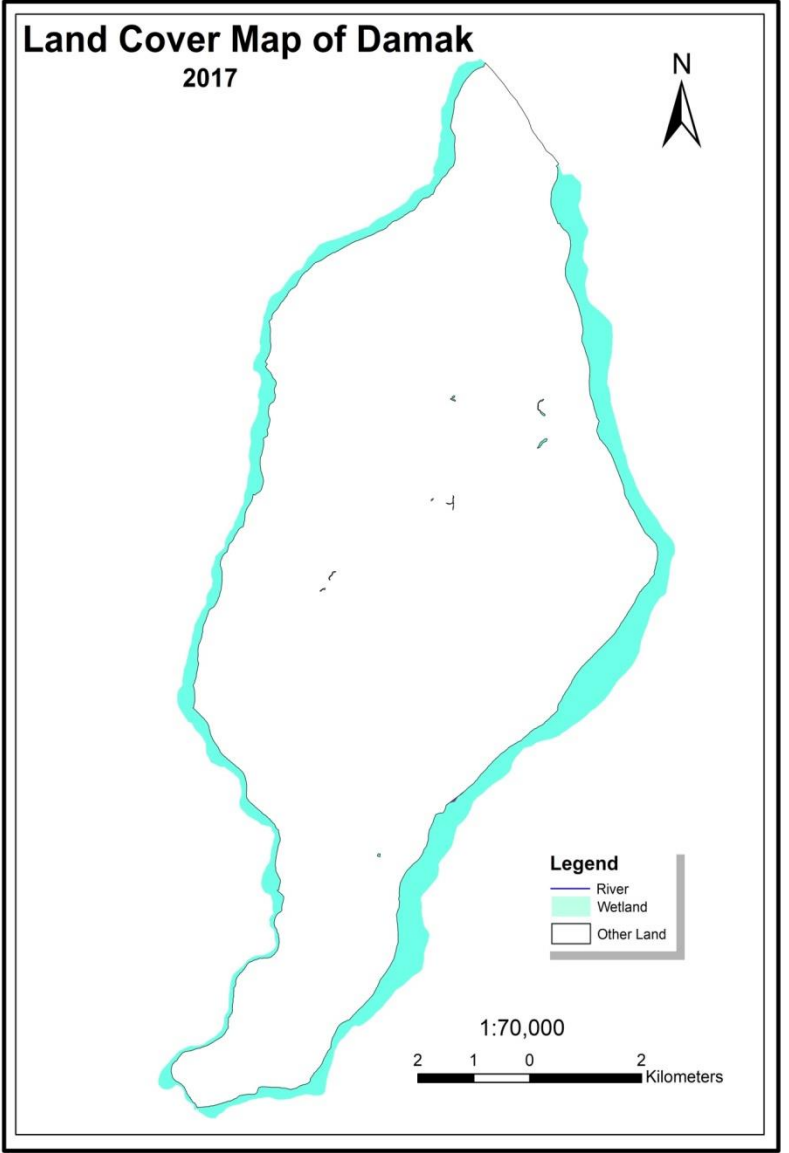 Land Cover Map of Damak
2017
N
Legend
River
Wetland
Other Land
1:70,000
2 1 0 2
Kilometers